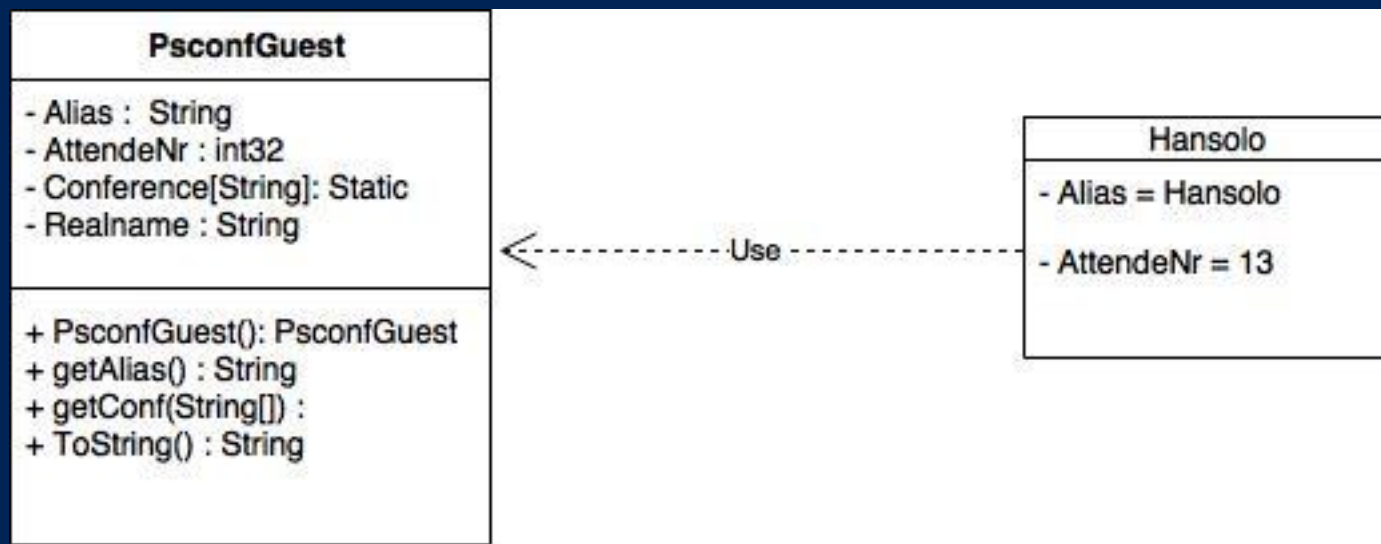 PsconfGuest
- Alias : String
- AttendeNr : int32
- Conference[String]: Static
- Realname : String
+ PsconfGuest(): PsconfGuest
+ getAlias() : String
+ getConf(String[]) :
+ ToString() : String
Use
Hansolo
- Alias = Hansolo
- AttendeNr = 13